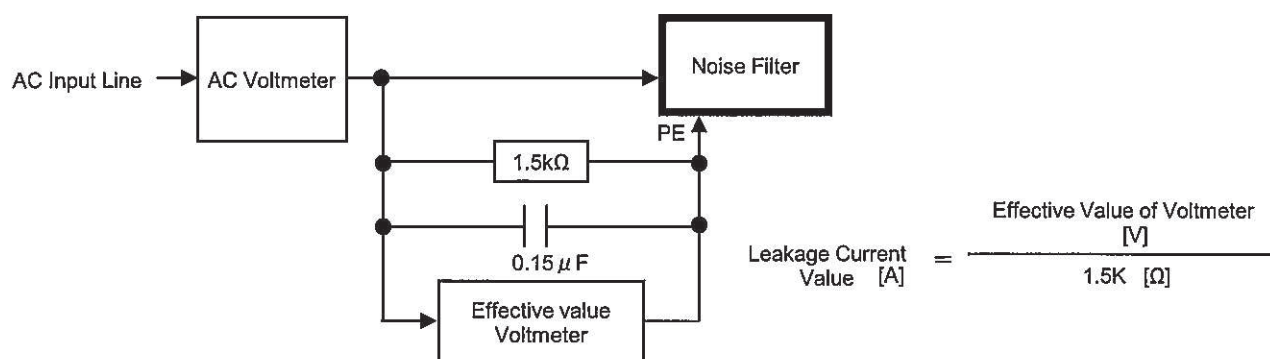 AC Input Line
AC Voltmeter
Noise Filter
PE
1.5kΩ
0.15 μ F
Effective value
Voltmeter
Leakage Current
Value [A]
=
Effective Value of Voltmeter
[V]
1.5K [Ω]